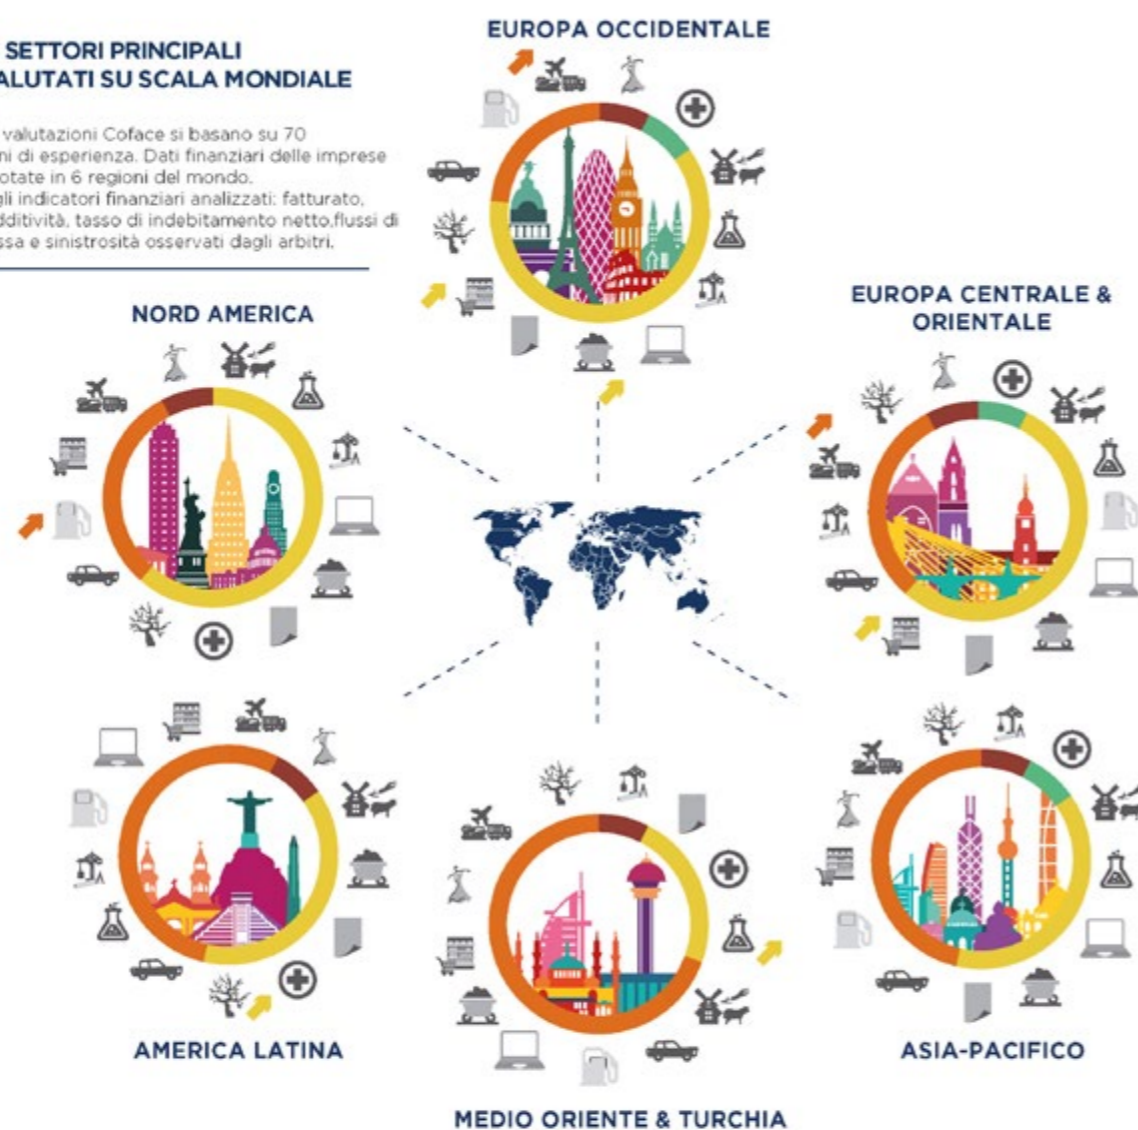 SETTORI PRINCIPALI
ALUTATI SU SCALA MONDIALE
valutazioni Coface si basano su 70
ni di esperienza. Dati finanziari delle imprese
otate in 6 regioni del mondo.
gli indicatori finanziari analizzati: fatturato,
dditività, tasso di indebitamento netto,flussi di
ssa e sinistrosità osservati dagli arbitri.
EUROPA OCCIDENTALE
NORD AMERICA
EUROPA CENTRALE &
ORIENTALE
AMERICA LATINA
ASIA-PACIFICO
MEDIO ORIENTE & TURCHIA